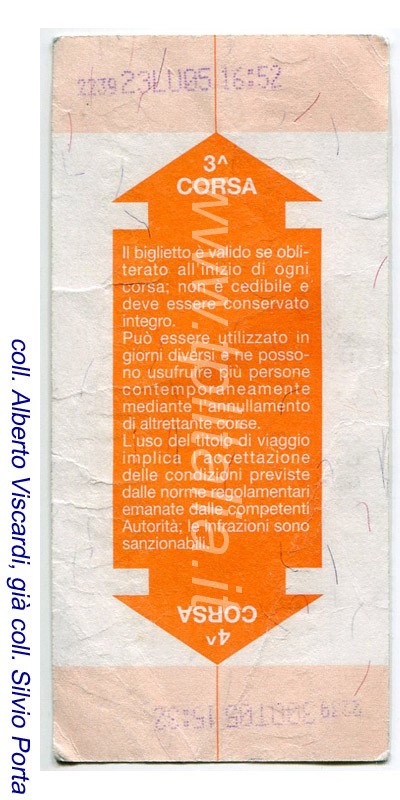 2239 23LU05 16:52
3^
CORSA
Il biglietto è valido se obli-
terato all'inizio di ogni
corsa; non è cedibile e
deve essere conservato
integro.
Può essere utilizzato in
giorni diversi e ne posso-
no usufruire più persone
contemporaneamente
mediante l'annullamento
di altrettante corse.
L'uso del titolo di viaggio
implica l'accettazione
delle condizioni previste
dalle norme regolamentari
emanate dalle competenti
Autorità; le infrazioni sono
sanzionabili.
4^
CORSA
2239
coll. Alberto Viscardi, già coll. Silvio Porta